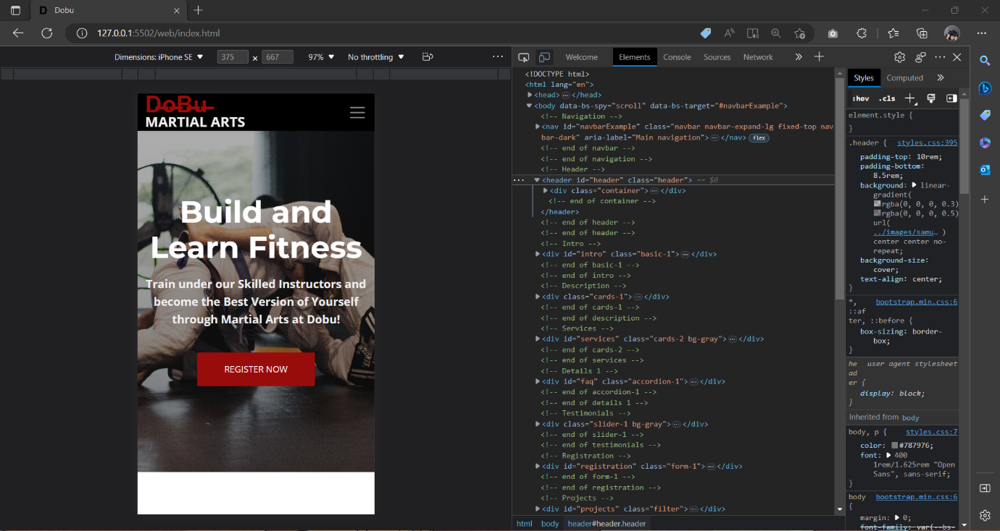 Dobu
127.0.0.1:5502/web/index.html
Dimensions: iPhone SE 375 x 667 97% No throttling
Welcome Elements Console Sources Network
DoBu
MARTIAL ARTS
Build and
Learn Fitness
Train under our Skilled Instructors and
become the Best Version of Yourself
through Martial Arts at Dobu!
REGISTER NOW
<!DOCTYPE html>
<html lang="en">
<head> </head>
<body data-bs-spy="scroll" data-bs-target="#navbarExample">
<!-- Navigation -->
<nav id="navbarExample" class="navbar navbar-expand-lg fixed-top nav
bar-dark" aria-label="Main navigation"> </nav> flex
<!-- end of navbar -->
<!-- end of navigation -->
<!-- Header -->
<header id="header" class="header"> == $0
<div class="container"> </div>
<!-- end of container -->
</header>
<!-- end of header -->
<!-- end of header -->
<!-- Intro -->
<div id="intro" class="basic-1"> </div>
<!-- end of basic-1 -->
<!-- end of intro -->
<!-- Description -->
<div class="cards-1"> </div>
<!-- end of cards-1 -->
<!-- end of description -->
<!-- Services -->
<div id="services" class="cards-2 bg-gray"> </div>
<!-- end of cards-2 -->
<!-- end of services -->
<!-- Details 1 -->
<div id="faq" class="accordion-1"> </div>
<!-- end of accordion-1 -->
<!-- end of details 1 -->
<!-- Testimonials -->
<div class="slider-1 bg-gray"> </div>
<!-- end of slider-1 -->
<!-- end of testimonials -->
<!-- Registration -->
<div id="registration" class="form-1"> </div>
<!-- end of form-1 -->
<!-- end of registration -->
<!-- Projects -->
<div id="projects" class="filter"> </div>
html body header#header.header
Styles Computed
:hov .cls
element.style {
}
.header { styles.css:395
padding-top: 10rem;
padding-bottom:
8.5rem;
background: linear-
gradient(
rgba(0, 0, 0, 0.3)
rgba(0, 0, 0, 0.5)
url(
../images/samu… )
center center no-
repeat;
background-size:
cover;
text-align: center;
}
*, bootstrap.min.css:6
::af
ter, ::before {
box-sizing: border-
box;
}
he user agent stylesheet
ad
er {
display: block;
}
Inherited from body
body, p { styles.css:7
color: #787976;
font: 400
1rem/1.625rem "Open
Sans", sans-serif;
}
body bootstrap.min.css:6
{
margin: 0;
font-family: var(--bs-